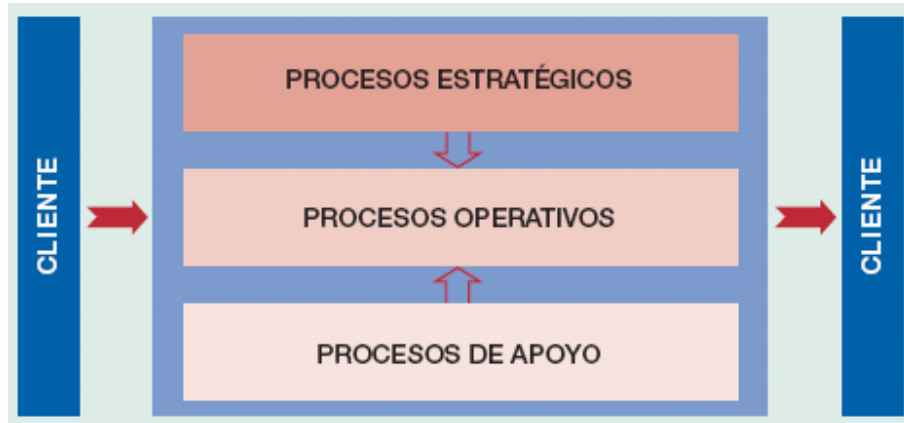 CLIENTE
PROCESOS ESTRATÉGICOS
PROCESOS OPERATIVOS
PROCESOS DE APOYO
CLIENTE